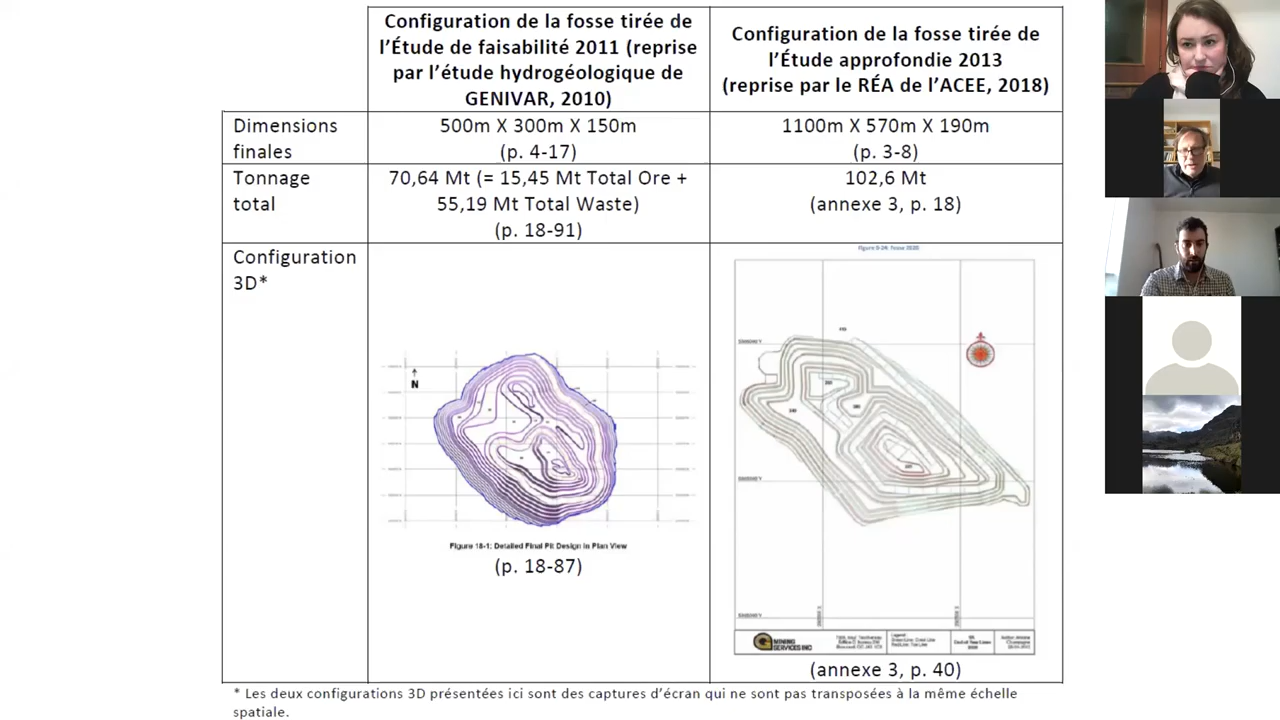 Configuration de la fosse tirée de
l'Étude de faisabilité 2011 (reprise
par l'étude hydrogéologique de
GENIVAR, 2010)
Configuration de la fosse tirée de
l'Étude approfondie 2013
(reprise par le RÉA de l'ACEE, 2018)
Dimensions
finales
500m X 300m X 150m
(p. 4-17)
1100m X 570m X 190m
(p. 3-8)
Tonnage
total
70,64 Mt (= 15,45 Mt Total Ore +
55,19 Mt Total Waste)
(p. 18-91)
102,6 Mt
(annexe 3, p. 18)
Configuration
3D*
N
Figure 18-1: Detailed Final Pit Design in Plan View
(p. 18-87)
MINING
SERVICES INC
(annexe 3, p. 40)
* Les deux configurations 3D présentées ici sont des captures d'écran qui ne sont pas transposées à la même échelle
spatiale.